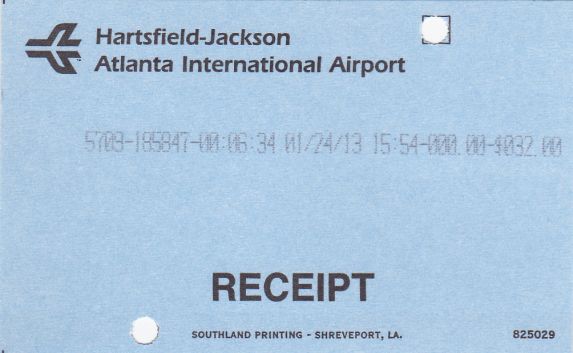 Hartsfield-Jackson
Atlanta International Airport
5709-185847-00:06:34 01/24/13 15:54-000.00-$032.00
RECEIPT
SOUTHLAND PRINTING - SHREVEPORT, LA.
825029